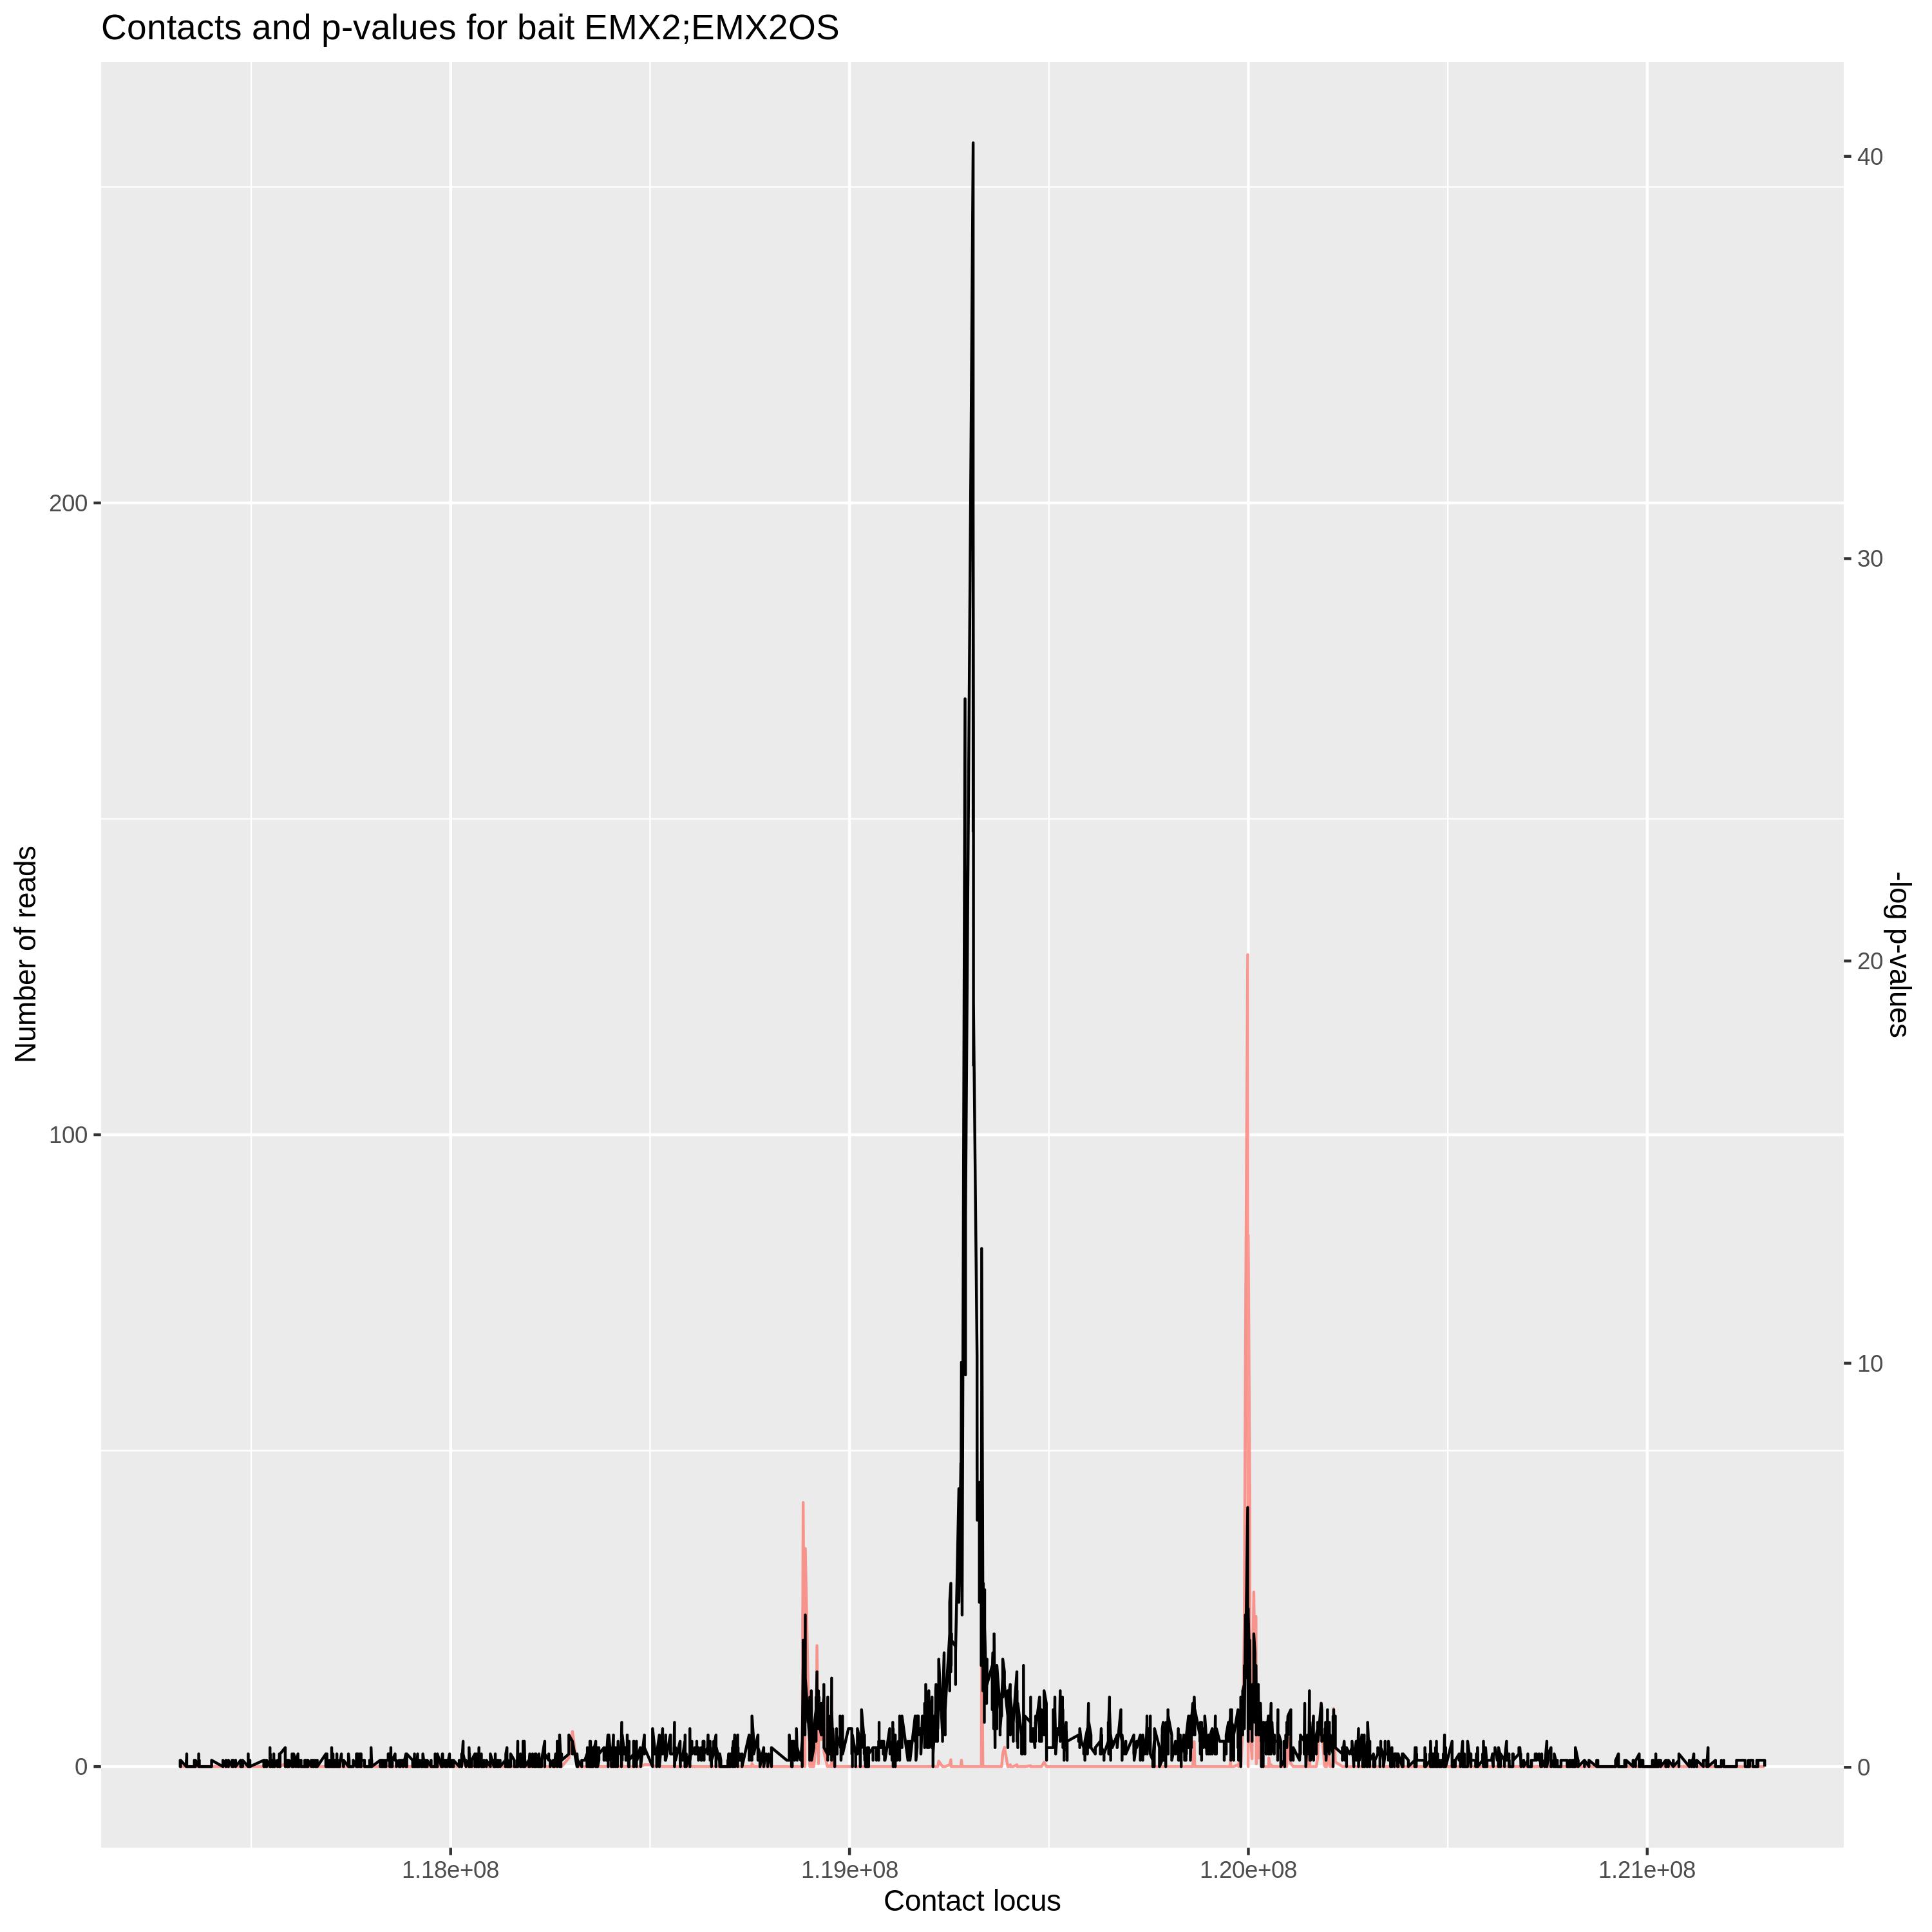 Contacts and p-values for bait EMX2;EMX2OS
Number of reads
200
100
0
40
30
20
10
0
-log p-values
1.18e+08
1.19e+08
1.20e+08
1.21e+08
Contact locus